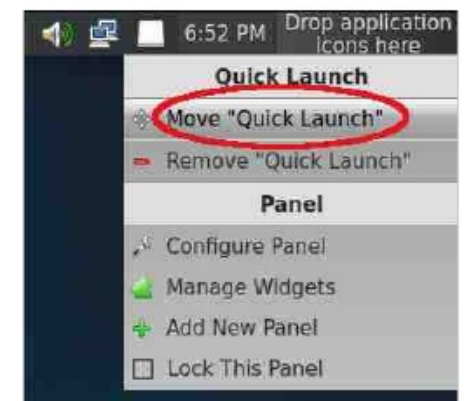 6:52 PM Drop application
icons here
Quick Launch
Move "Quick Launch"
Remove "Quick Launch"
Panel
Configure Panel
Manage Widgets
Add New Panel
Lock This Panel